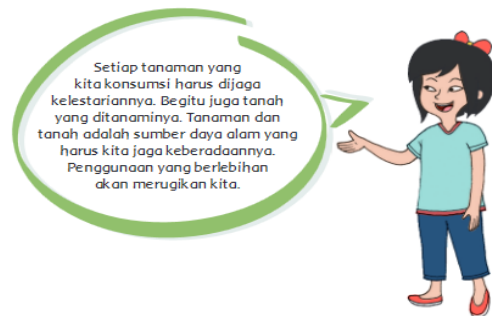 Setiap tanaman yang
kita konsumsi harus dijaga
kelestariannya. Begitu juga tanah
yang ditanaminya. Tanaman dan
tanah adalah sumber daya alam yang
harus kita jaga keberadaannya.
Penggunaan yang berlebihan
akan merugikan kita.